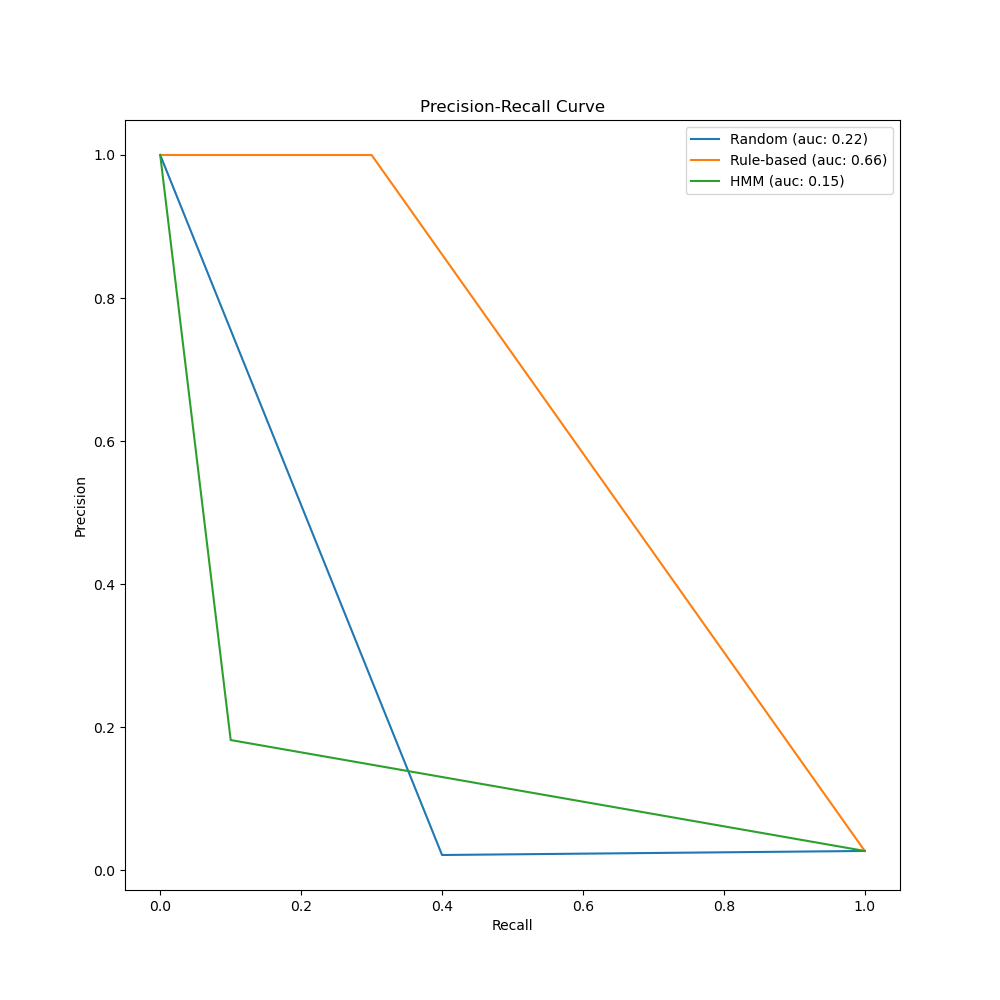 Precision-Recall Curve
Random (auc: 0.22)
Rule-based (auc: 0.66)
HMM (auc: 0.15)
1.0
0.8
0.6
0.4
0.2
0.0
Precision
0.0 0.2 0.4 0.6 0.8 1.0
Recall